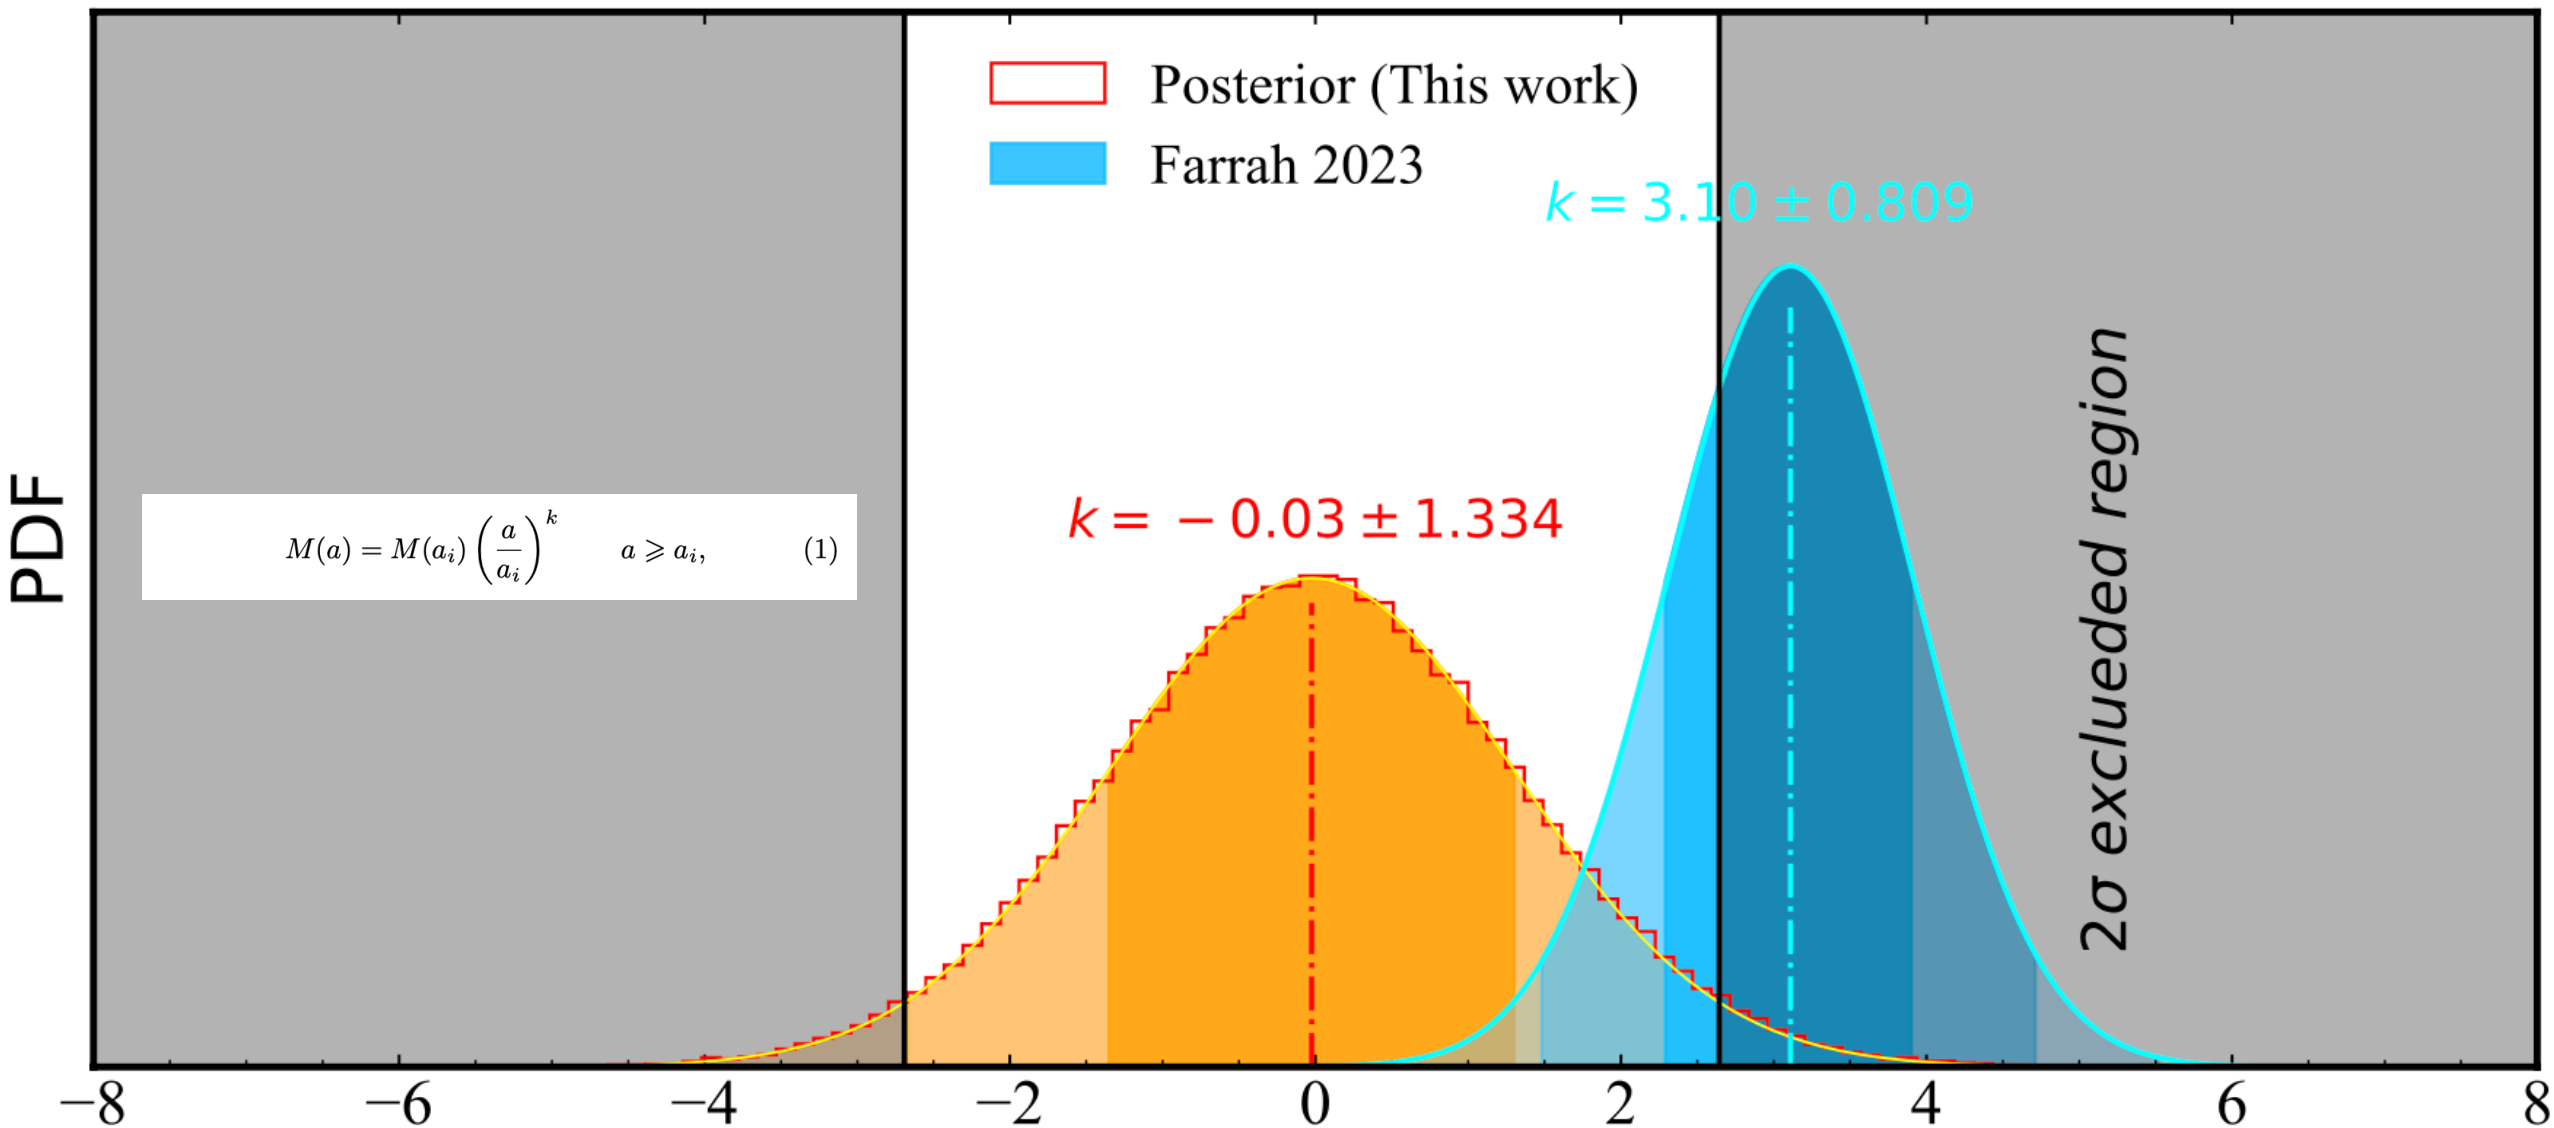 Posterior (This work)
Farrah 2023
k = 3.10 ± 0.809
k = − 0.03 ± 1.334
M(a) = M(a_i) (a/a_i)^k a ⩾ a_i, (1)
PDF
2σ exclueded region
−8 −6 −4 −2 0 2 4 6 8